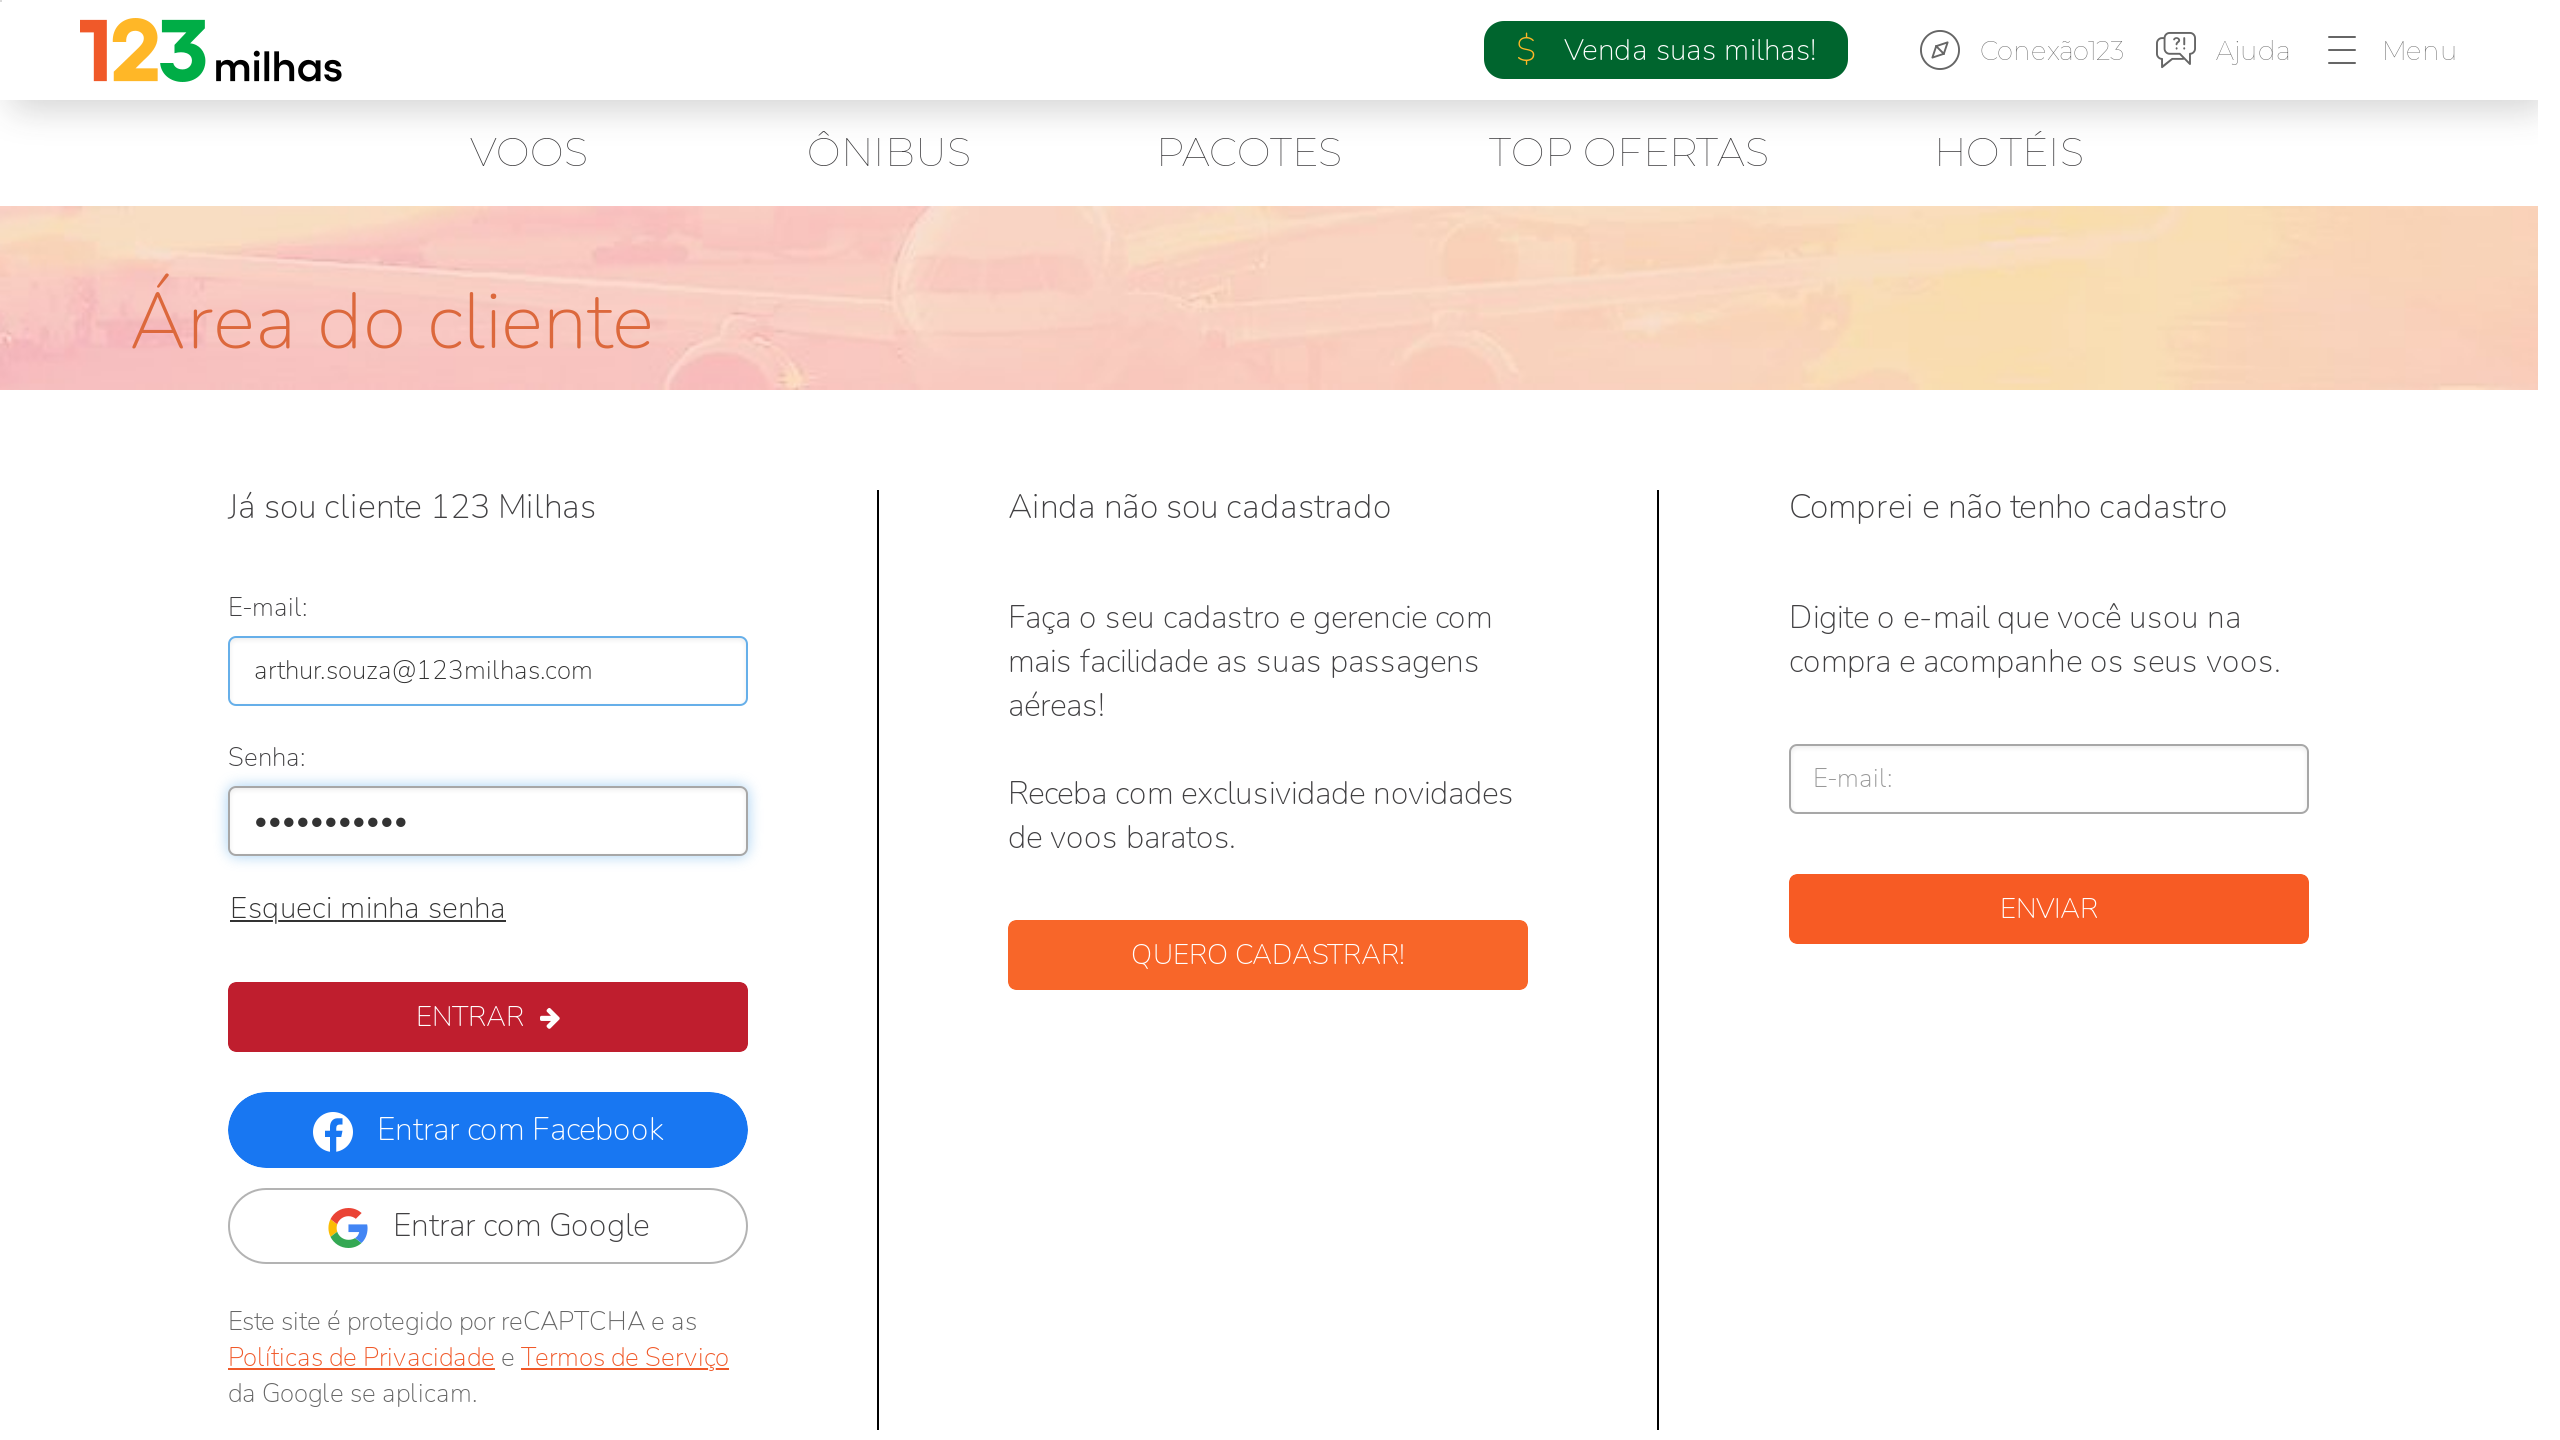 123 milhas
$ Venda suas milhas!
Conexão123
Ajuda
Menu
VOOS
ÔNIBUS
PACOTES
TOP OFERTAS
HOTÉIS
Área do cliente
Já sou cliente 123 Milhas
E-mail:
arthur.souza@123milhas.com
Senha:
•••••••••••
Esqueci minha senha
ENTRAR
Entrar com Facebook
Entrar com Google
Este site é protegido por reCAPTCHA e as
Políticas de Privacidade e Termos de Serviço
da Google se aplicam.
Ainda não sou cadastrado
Faça o seu cadastro e gerencie com
mais facilidade as suas passagens
aéreas!
Receba com exclusividade novidades
de voos baratos.
QUERO CADASTRAR!
Comprei e não tenho cadastro
Digite o e-mail que você usou na
compra e acompanhe os seus voos.
E-mail:
ENVIAR